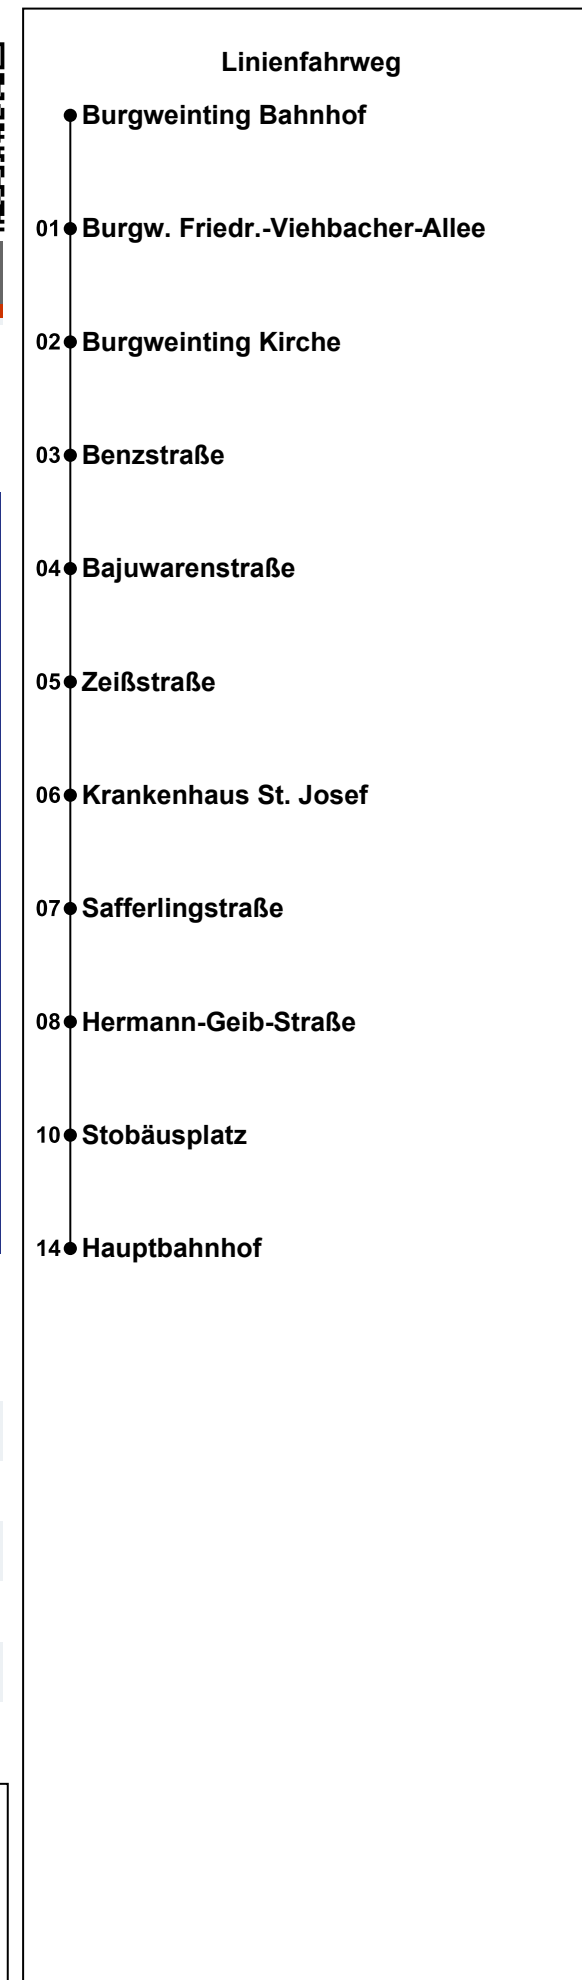 Linienfahrweg
Burgweinting Bahnhof
01 Burgw. Friedr.-Viehbacher-Allee
02 Burgweinting Kirche
03 Benzstraße
04 Bajuwarenstraße
05 Zeißstraße
06 Krankenhaus St. Josef
07 Safferlingstraße
08 Hermann-Geib-Straße
10 Stobäusplatz
14 Hauptbahnhof